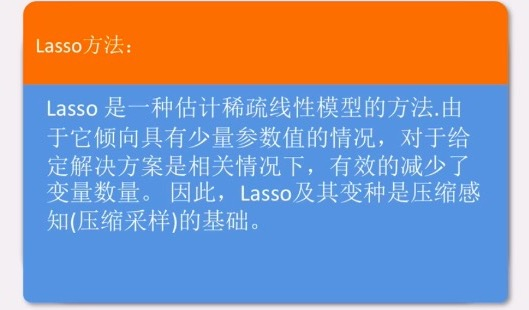 Lasso方法:
Lasso 是一种估计稀疏线性模型的方法.由
于它倾向具有少量参数值的情况，对于给
定解决方案是相关情况下，有效的减少了
变量数量。 因此，Lasso及其变种是压缩感
知(压缩采样)的基础。